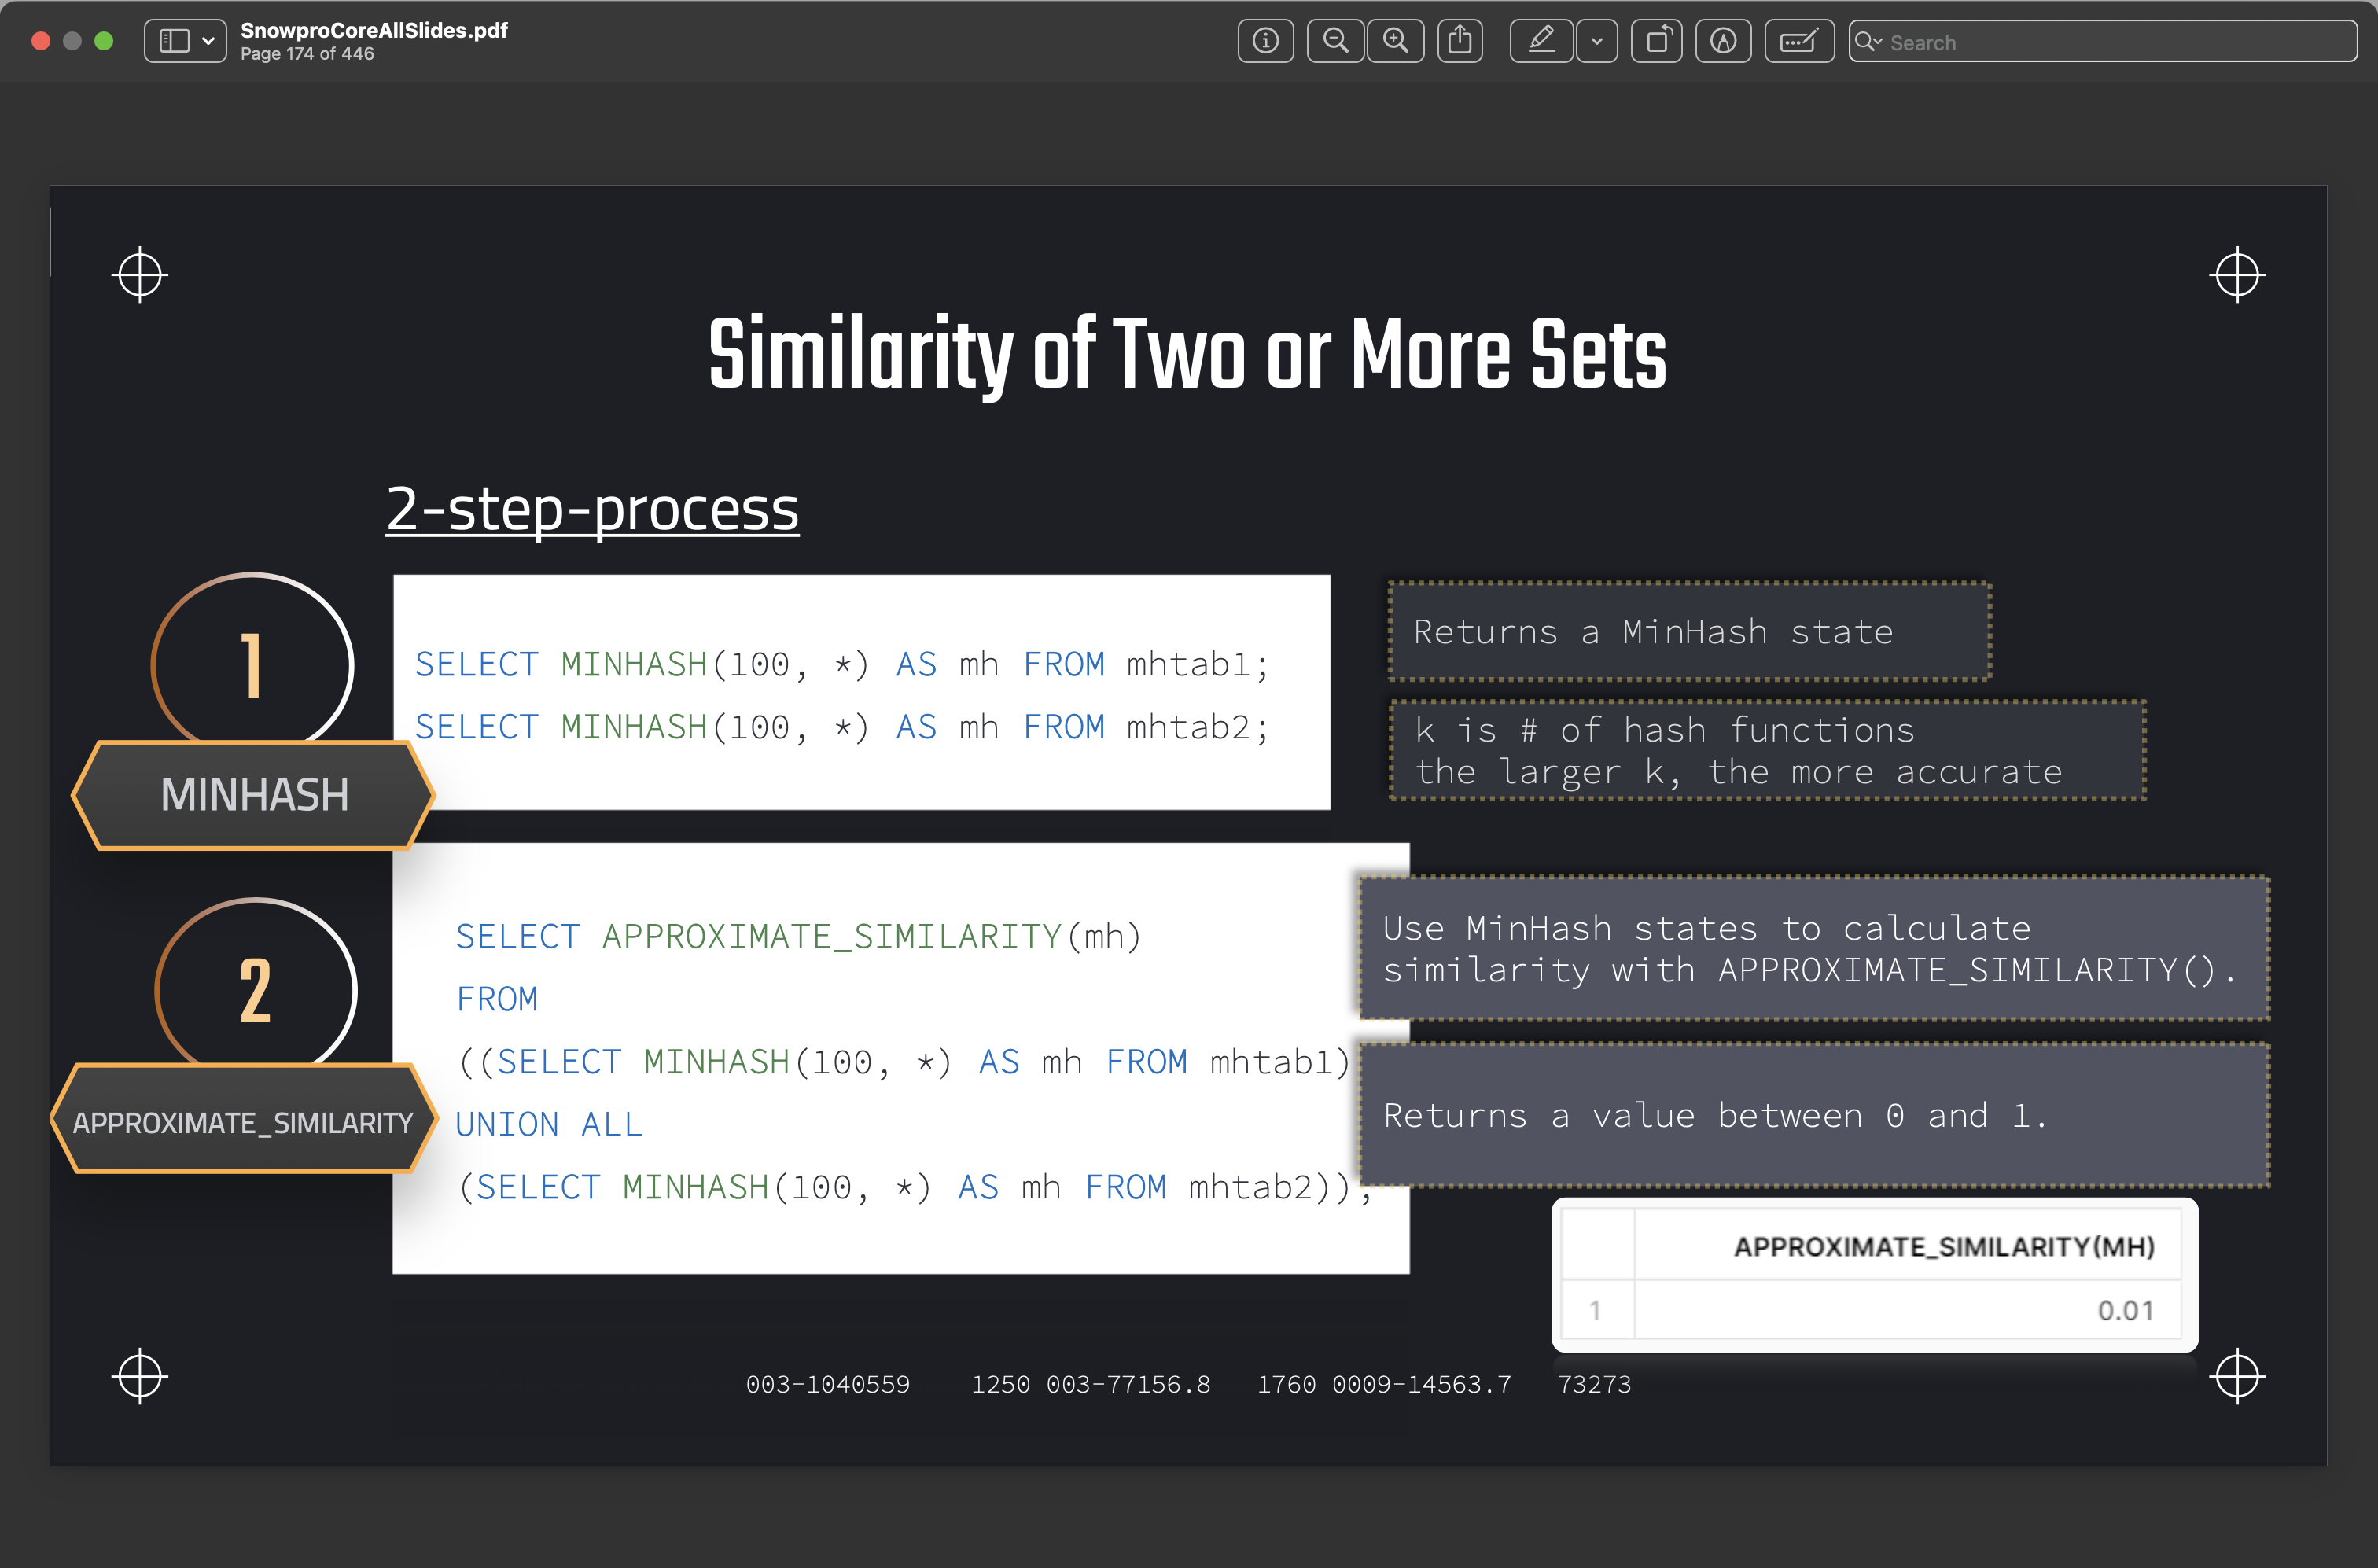 SnowproCoreAllSlides.pdf
Page 174 of 446
Search
Similarity of Two or More Sets
2-step-process
1
MINHASH
SELECT MINHASH(100, *) AS mh FROM mhtab1;
SELECT MINHASH(100, *) AS mh FROM mhtab2;
Returns a MinHash state
k is # of hash functions
the larger k, the more accurate
2
APPROXIMATE_SIMILARITY
SELECT APPROXIMATE_SIMILARITY(mh)
FROM
((SELECT MINHASH(100, *) AS mh FROM mhtab1)
UNION ALL
(SELECT MINHASH(100, *) AS mh FROM mhtab2));
Use MinHash states to calculate
similarity with APPROXIMATE_SIMILARITY().
Returns a value between 0 and 1.
APPROXIMATE_SIMILARITY(MH)
1 0.01
003-1040559 1250 003-77156.8 1760 0009-14563.7 73273